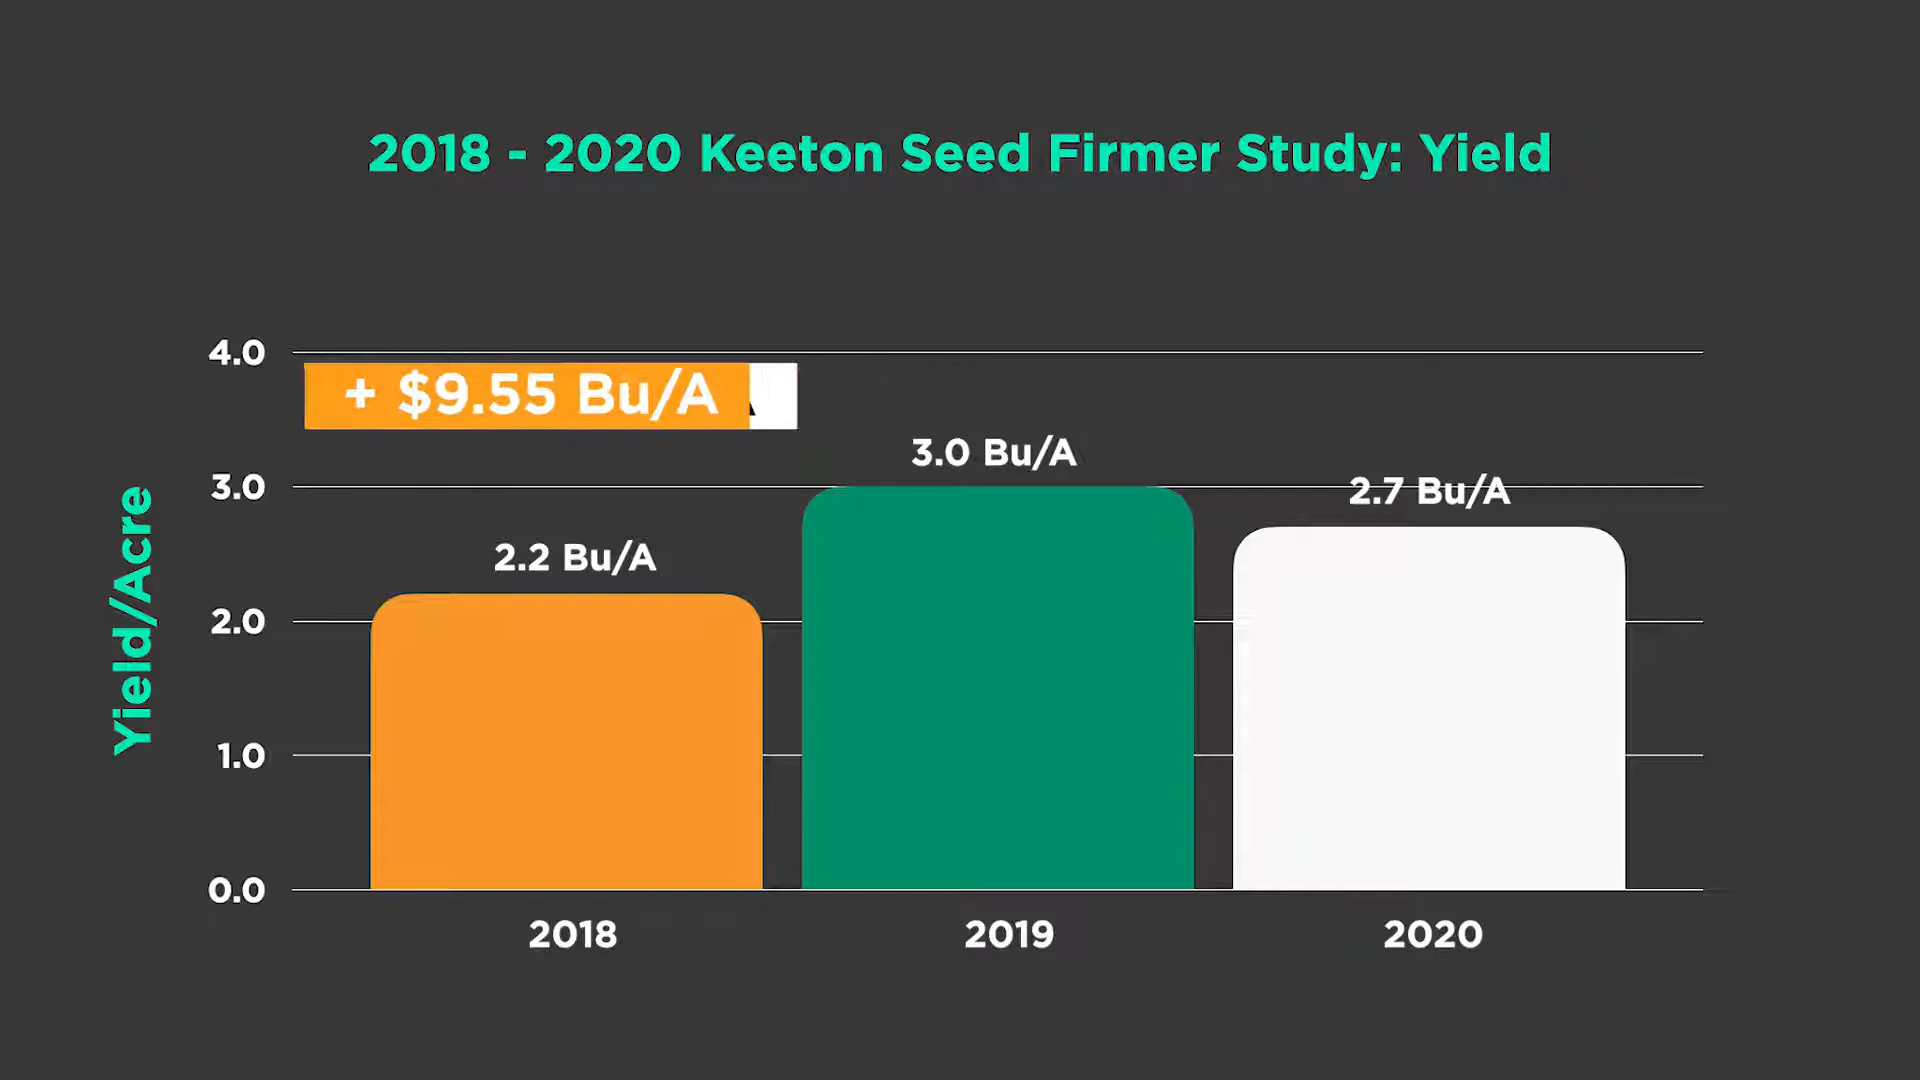 2018 - 2020 Keeton Seed Firmer Study: Yield
Yield/Acre
4.0
3.0
2.0
1.0
0.0
+ $9.55 Bu/A
2.2 Bu/A
3.0 Bu/A
2.7 Bu/A
2018
2019
2020